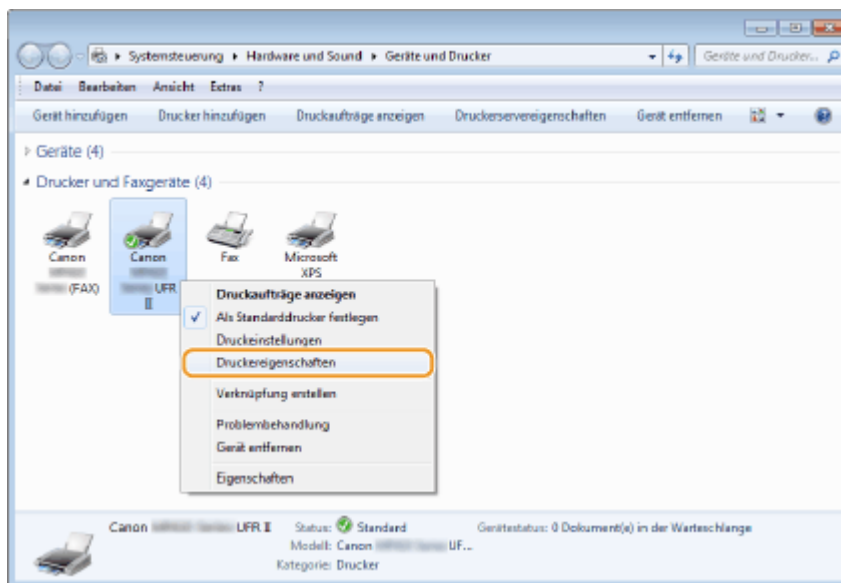 Systemsteuerung ▸ Hardware und Sound ▸ Geräte und Drucker
Geräte und Drucker...
Datei Bearbeiten Ansicht Extras ?
Gerät hinzufügen Drucker hinzufügen Druckaufträge anzeigen Druckerservereigenschaften Gerät entfernen
Geräte (4)
Drucker und Faxgeräte (4)
Canon
(FAX)
Canon
UFR
II
Fax
Microsoft
XPS
Druckaufträge anzeigen
Als Standarddrucker festlegen
Druckeinstellungen
Druckereigenschaften
Verknüpfung erstellen
Problembehandlung
Gerät entfernen
Eigenschaften
Canon UFR II Status: Standard Gerätestatus: 0 Dokument(e) in der Warteschlange
Modell: Canon UF...
Kategorie: Drucker